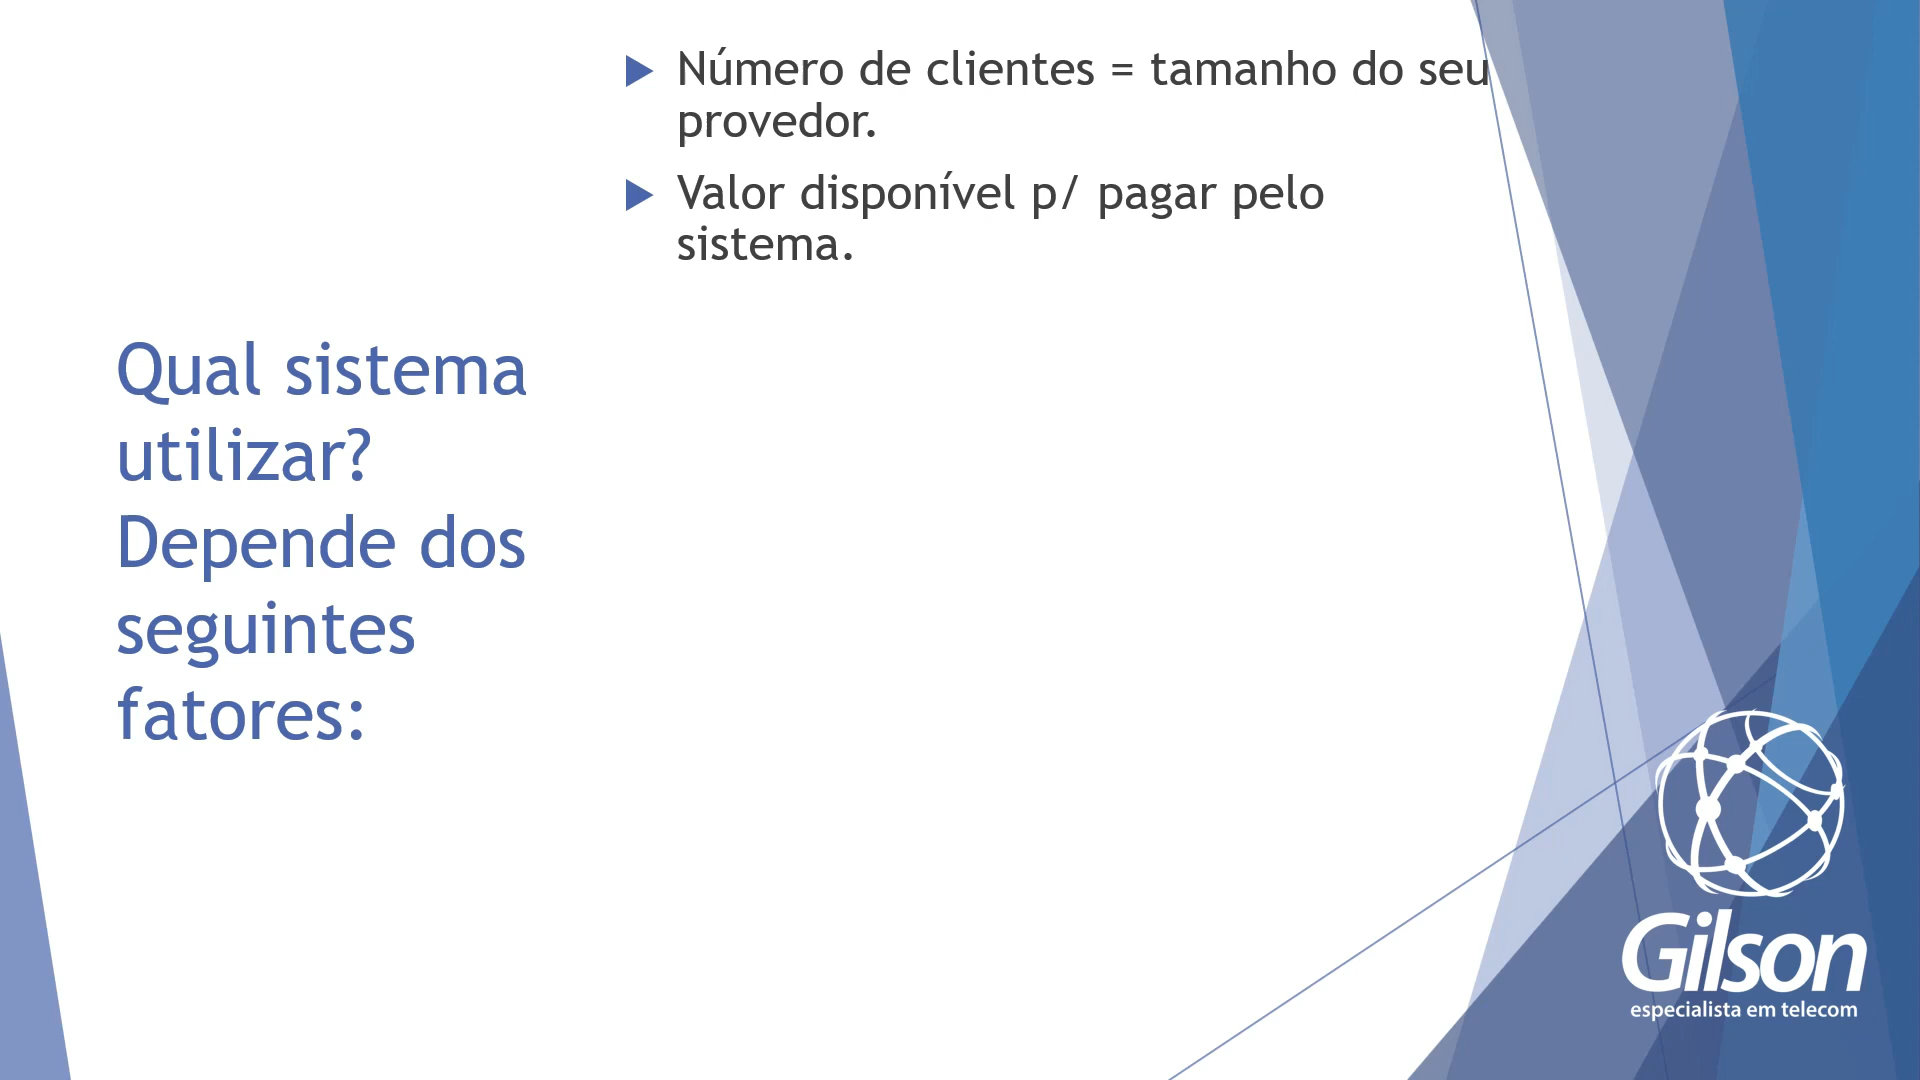 Qual sistema
utilizar?
Depende dos
seguintes
fatores:
Número de clientes = tamanho do seu
provedor.
Valor disponível p/ pagar pelo
sistema.
Gilson
especialista em telecom